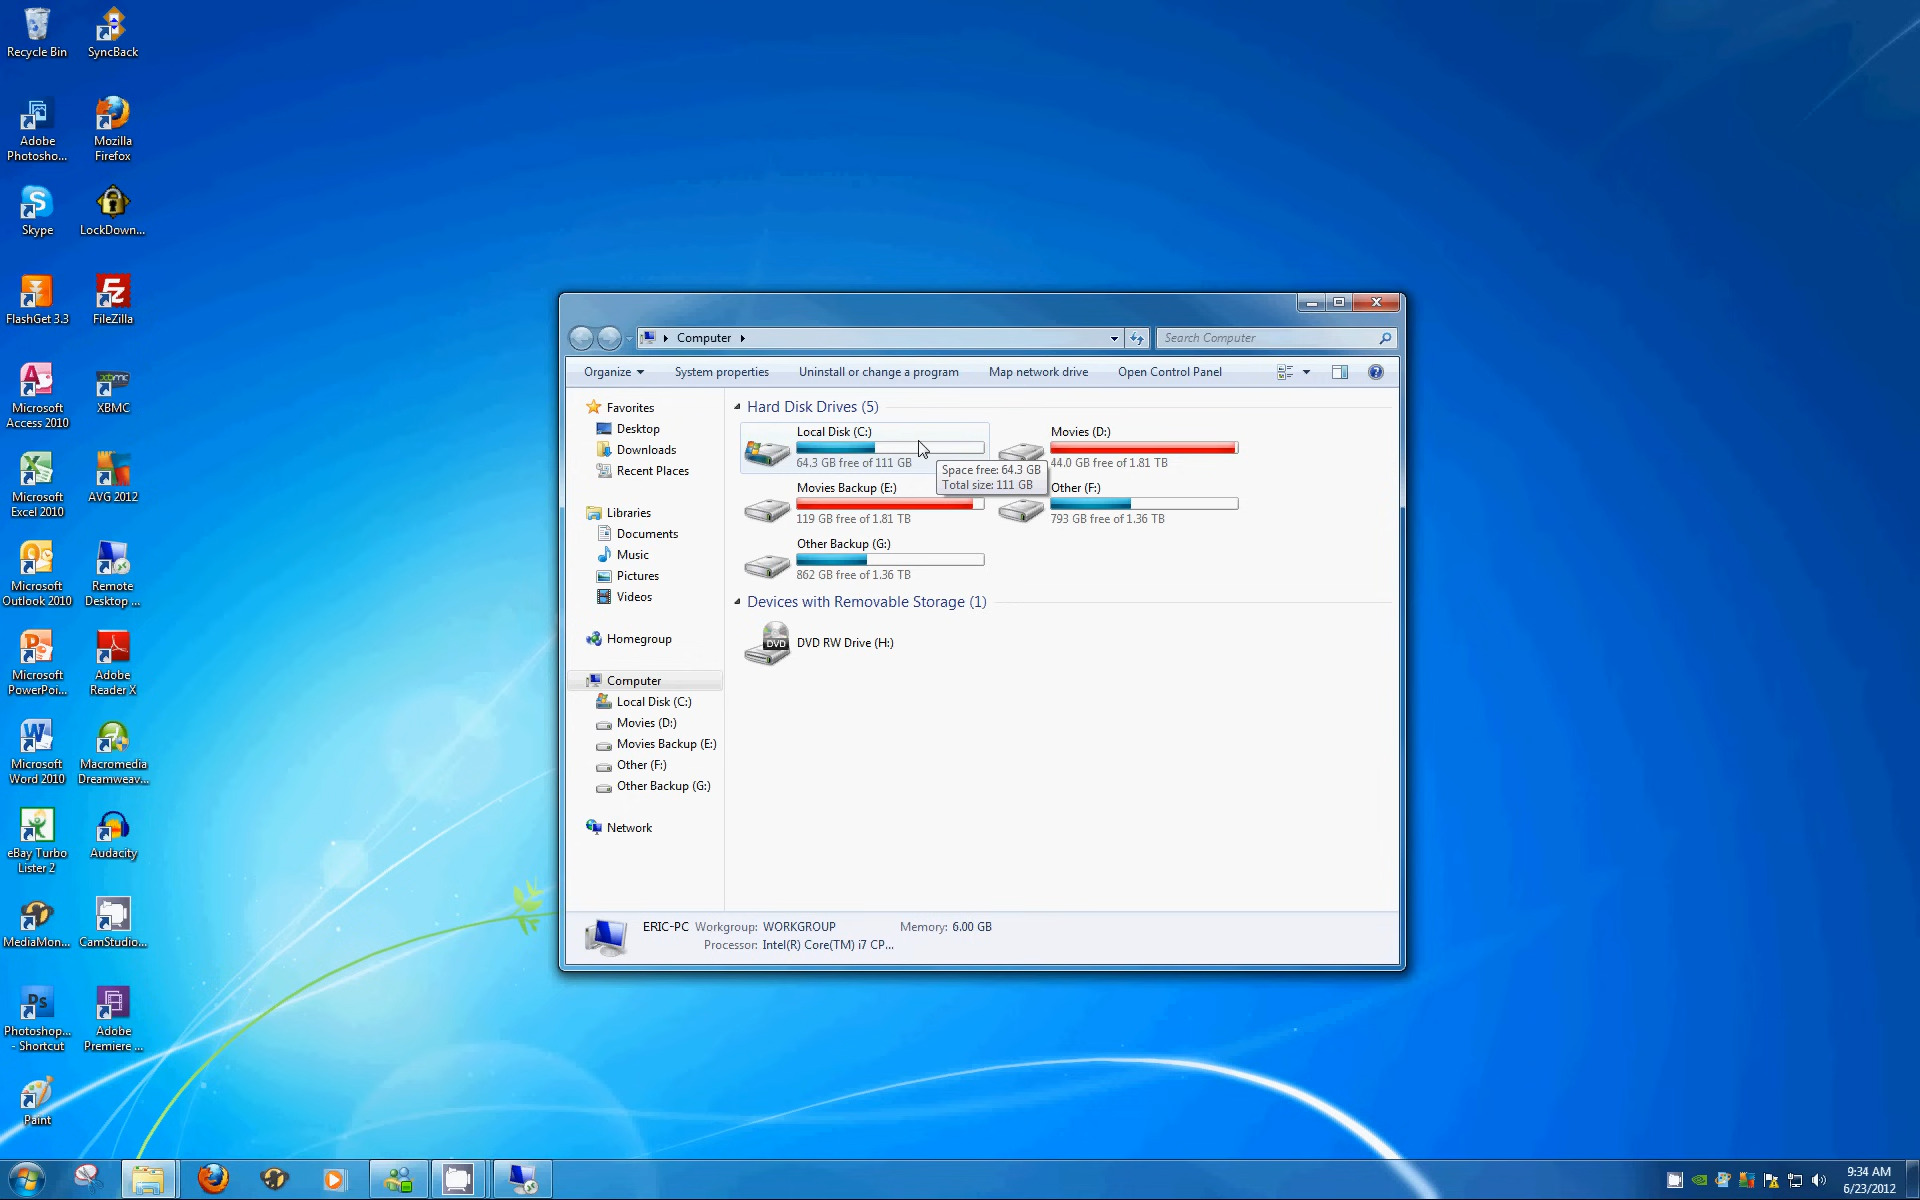 Recycle Bin
SyncBack
Adobe
Photosho...
Mozilla
Firefox
Skype
LockDown...
FlashGet 3.3
FileZilla
Microsoft
Access 2010
XBMC
Microsoft
Excel 2010
AVG 2012
Microsoft
Outlook 2010
Remote
Desktop ...
Microsoft
PowerPoi...
Adobe
Reader X
Microsoft
Word 2010
Macromedia
Dreamweav...
eBay Turbo
Lister 2
Audacity
MediaMon...
CamStudio...
Photoshop...
- Shortcut
Adobe
Premiere ...
Paint
Computer
Search Computer
Organize
System properties
Uninstall or change a program
Map network drive
Open Control Panel
Favorites
Desktop
Downloads
Recent Places
Libraries
Documents
Music
Pictures
Videos
Homegroup
Computer
Local Disk (C:)
Movies (D:)
Movies Backup (E:)
Other (F:)
Other Backup (G:)
Network
Hard Disk Drives (5)
Local Disk (C:)
64.3 GB free of 111 GB
Movies (D:)
44.0 GB free of 1.81 TB
Space free: 64.3 GB
Total size: 111 GB
Movies Backup (E:)
119 GB free of 1.81 TB
Other (F:)
793 GB free of 1.36 TB
Other Backup (G:)
862 GB free of 1.36 TB
Devices with Removable Storage (1)
DVD
DVD RW Drive (H:)
ERIC-PC Workgroup: WORKGROUP Memory: 6.00 GB
Processor: Intel(R) Core(TM) i7 CP...
9:34 AM
6/23/2012